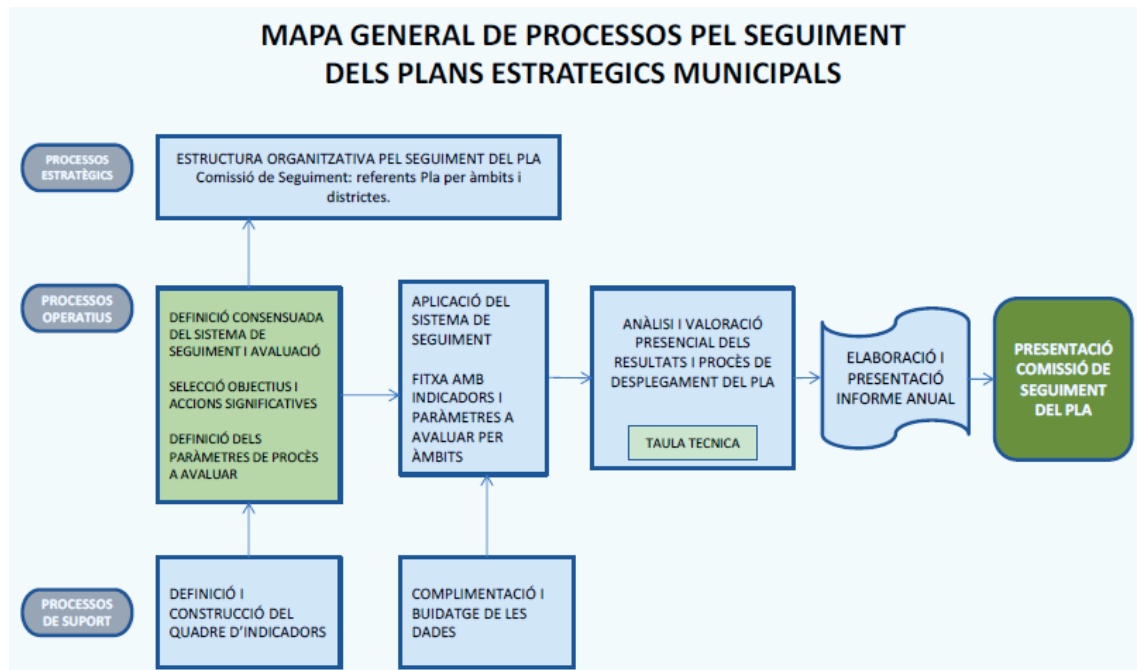 MAPA GENERAL DE PROCESSOS PEL SEGUIMENT
DELS PLANS ESTRATEGICS MUNICIPALS
PROCESSOS
ESTRATÈGICS
ESTRUCTURA ORGANITZATIVA PEL SEGUIMENT DEL PLA
Comissió de Seguiment: referents Pla per àmbits i
districtes.
PROCESSOS
OPERATIUS
DEFINICIÓ CONSENSUADA
DEL SISTEMA DE
SEGUIMENT I AVALUACIÓ
SELECCIÓ OBJECTIUS I
ACCIONS SIGNIFICATIVES
DEFINICIÓ DELS
PARÀMETRES DE PROCÈS
A AVALUAR
APLICACIÓ DEL
SISTEMA DE
SEGUIMENT
FITXA AMB
INDICADORS I
PARÀMETRES A
AVALUAR PER
ÀMBITS
ANÀLISI I VALORACIÓ
PRESENCIAL DELS
RESULTATS I PROCÈS DE
DESPLEGAMENT DEL PLA
TAULA TECNICA
ELABORACIÓ I
PRESENTACIÓ
INFORME ANUAL
PRESENTACIÓ
COMISSIÓ DE
SEGUIMENT
DEL PLA
PROCESSOS
DE SUPORT
DEFINICIÓ I
CONSTRUCCIÓ DEL
QUADRE D'INDICADORS
COMPLIMENTACIÓ I
BUIDATGE DE LES
DADES